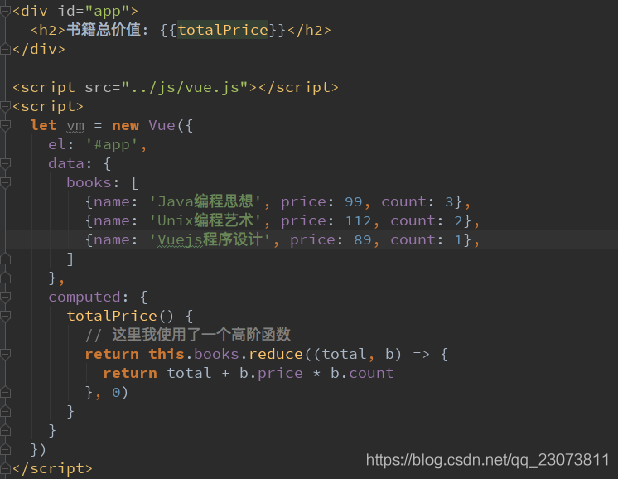 <div id="app">
  <h2>书籍总价值: {{totalPrice}}</h2>
</div>

<script src="../js/vue.js"></script>
<script>
  let vm = new Vue({
    el: '#app',
    data: {
      books: [
        {name: 'Java编程思想', price: 99, count: 3},
        {name: 'Unix编程艺术', price: 112, count: 2},
        {name: 'Vuejs程序设计', price: 89, count: 1},
      ]
    },
    computed: {
      totalPrice() {
        // 这里我使用了一个高阶函数
        return this.books.reduce((total, b) => {
          return total + b.price * b.count
        }, 0)
      }
    }
  })
</script>
https://blog.csdn.net/qq_23073811